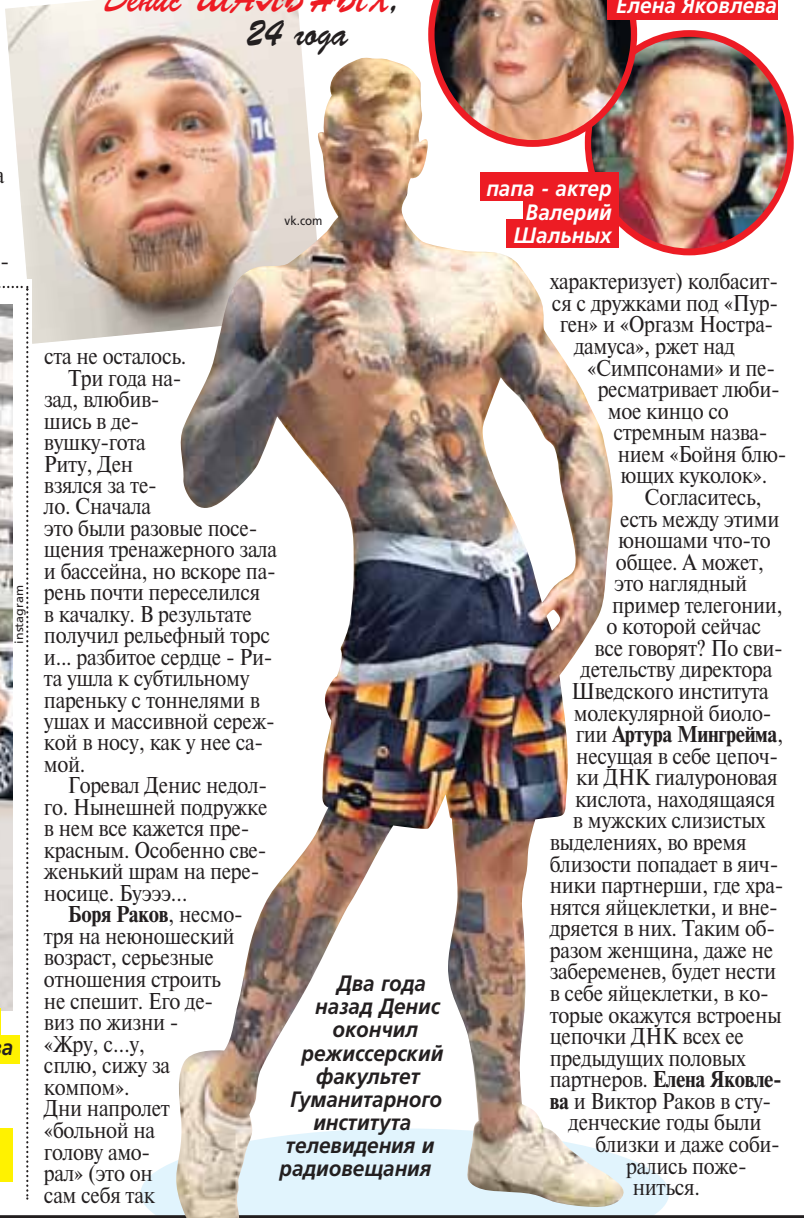 Денис ШАЛЬНЫХ,
24 года
Елена Яковлева
папа - актер
Валерий
Шальных
vk.com
instagram
ста не осталось.
Три года на-
зад, влюбив-
шись в де-
вушку-гота
Риту, Ден
взялся за те-
ло. Сначала
это были разовые посе-
щения тренажерного зала
и бассейна, но вскоре па-
рень почти переселился
в качалку. В результате
получил рельефный торс
и... разбитое сердце - Ри-
та ушла к субтильному
пареньку с тоннелями в
ушах и массивной сереж-
кой в носу, как у нее са-
мой.
Горевал Денис недол-
го. Нынешней подружке
в нем все кажется пре-
красным. Особенно све-
женький шрам на пере-
носице. Буэээ...
Боря Раков, несмо-
тря на неюношеский
возраст, серьезные
отношения строить
не спешит. Его де-
виз по жизни -
«Жру, с...у,
сплю, сижу за
компом».
Дни напролет
«больной на
голову амо-
рал» (это он
сам себя так
Два года
назад Денис
окончил
режиссерский
факультет
Гуманитарного
института
телевидения и
радиовещания
характеризует) колбасит-
ся с дружками под «Пур-
ген» и «Оргазм Ностра-
дамуса», ржет над
«Симпсонами» и пе-
ресматривает люби-
мое кинцо со
стремным назва-
нием «Бойня блю-
ющих куколок».
Согласитесь,
есть между этими
юношами что-то
общее. А может,
это наглядный
пример телегонии,
о которой сейчас
все говорят? По сви-
детельству директора
Шведского института
молекулярной биоло-
гии Артура Мингрейма,
несущая в себе цепоч-
ки ДНК гиалуроновая
кислота, находящаяся
в мужских слизистых
выделениях, во время
близости попадает в яич-
ники партнерши, где хра-
нятся яйцеклетки, и вне-
дряется в них. Таким об-
разом женщина, даже не
забеременев, будет нести
в себе яйцеклетки, в ко-
торые окажутся встроены
цепочки ДНК всех ее
предыдущих половых
партнеров. Елена Яковле-
ва и Виктор Раков в сту-
денческие годы были
близки и даже соби-
рались поже-
ниться.